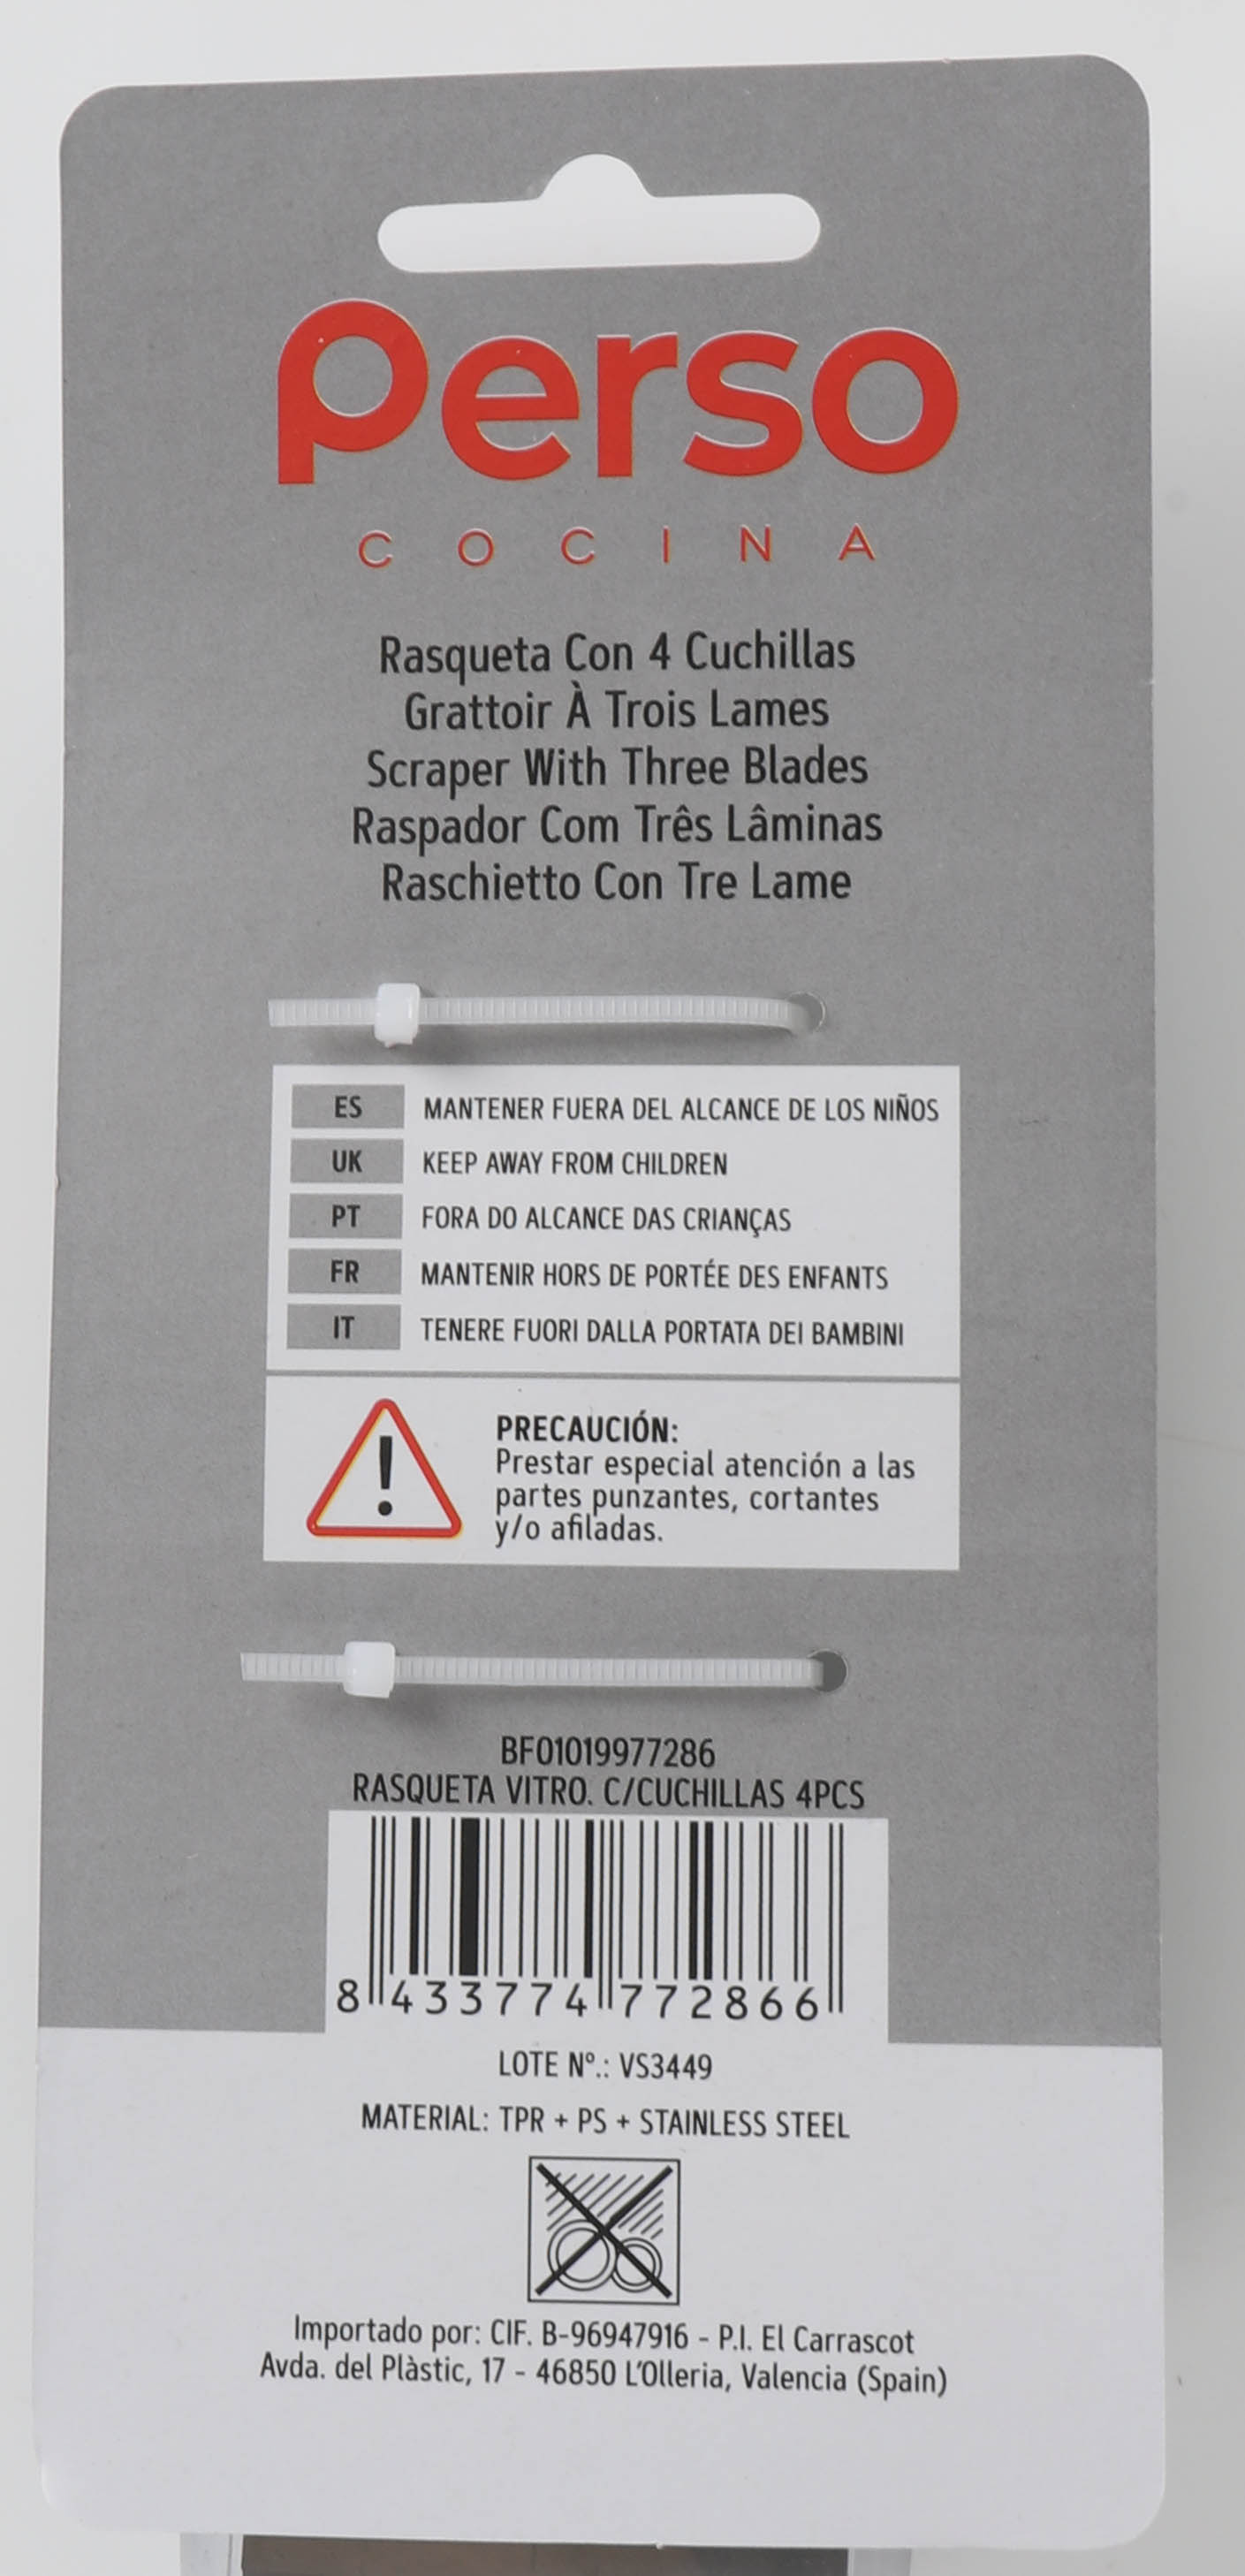 Perso
COCINA
Rasqueta Con 4 Cuchillas
Grattoir À Trois Lames
Scraper With Three Blades
Raspador Com Três Lâminas
Raschietto Con Tre Lame
ES MANTENER FUERA DEL ALCANCE DE LOS NIÑOS
UK KEEP AWAY FROM CHILDREN
PT FORA DO ALCANCE DAS CRIANÇAS
FR MANTENIR HORS DE PORTÉE DES ENFANTS
IT TENERE FUORI DALLA PORTATA DEI BAMBINI
PRECAUCIÓN:
Prestar especial atención a las
partes punzantes, cortantes
y/o afiladas.
BF01019977286
RASQUETA VITRO. C/CUCHILLAS 4PCS
8 433774 772866
LOTE Nº.: VS3449
MATERIAL: TPR + PS + STAINLESS STEEL
Importado por: CIF. B-96947916 - P.I. El Carrascot
Avda. del Plàstic, 17 - 46850 L'Olleria, Valencia (Spain)